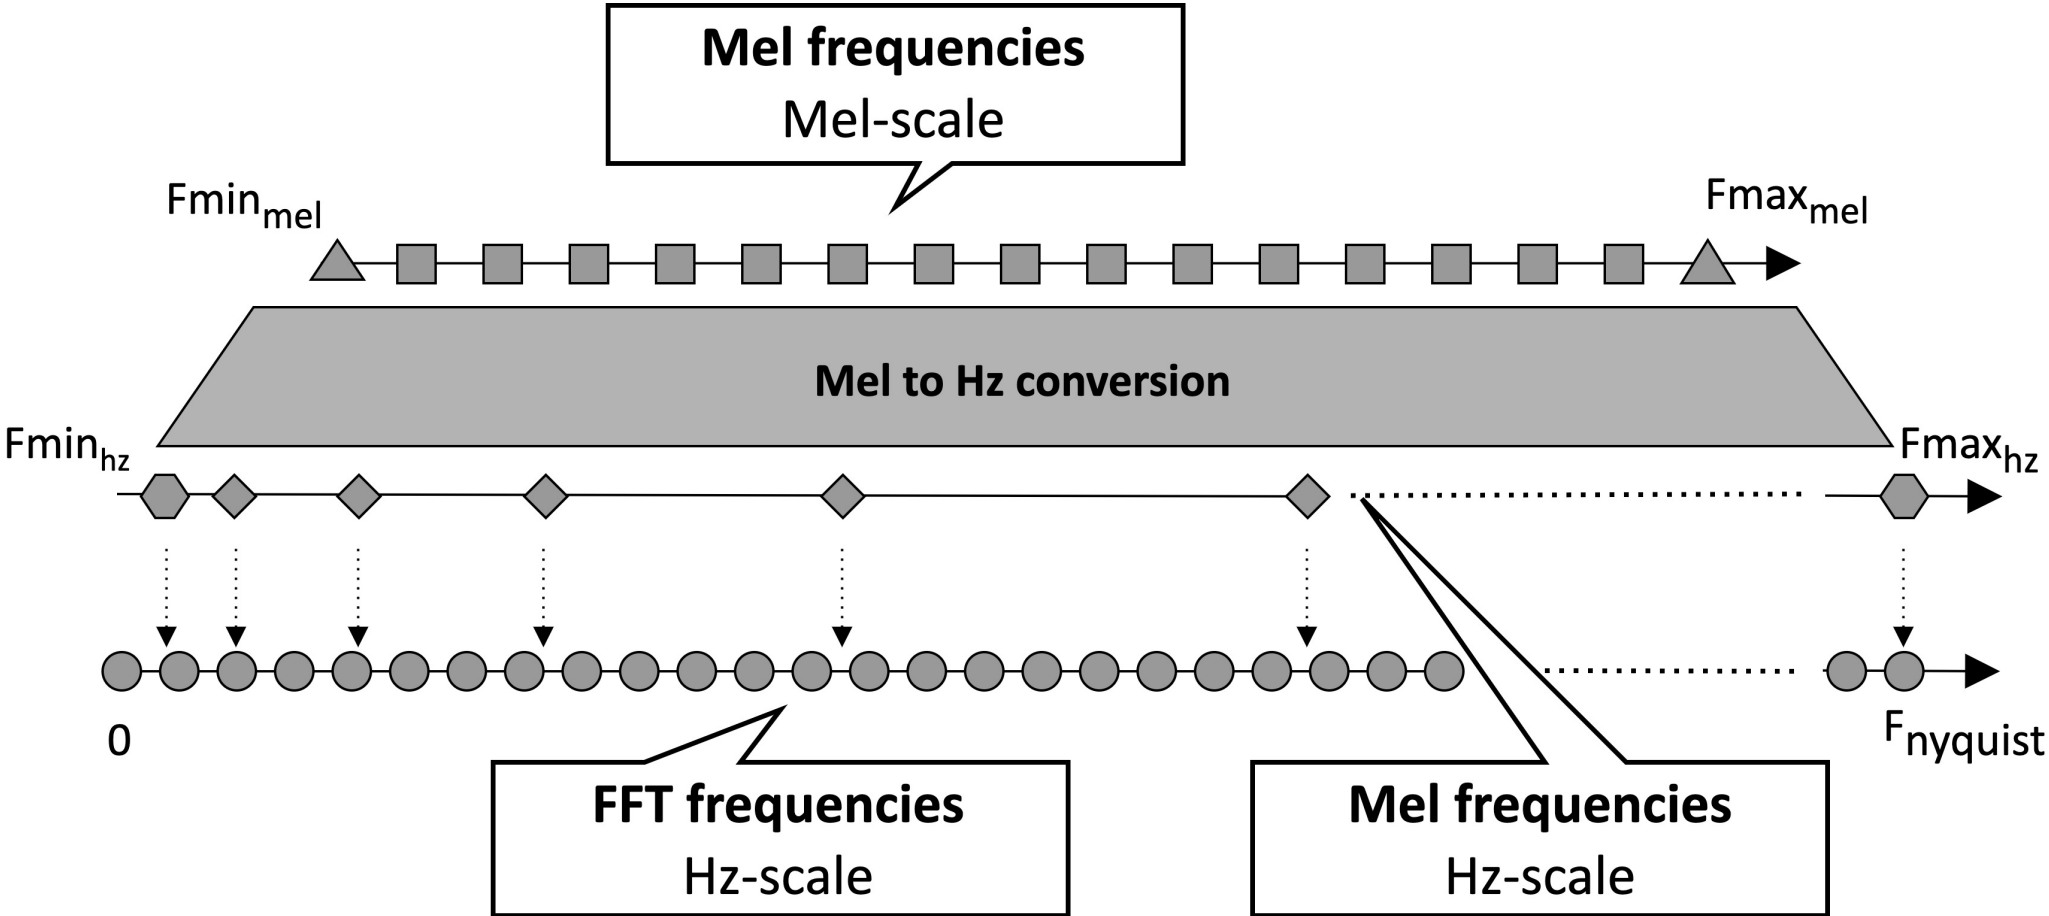 Mel frequencies
Mel-scale
Fmin_mel
Fmax_mel
Mel to Hz conversion
Fmin_hz
Fmax_hz
0
F_nyquist
FFT frequencies
Hz-scale
Mel frequencies
Hz-scale